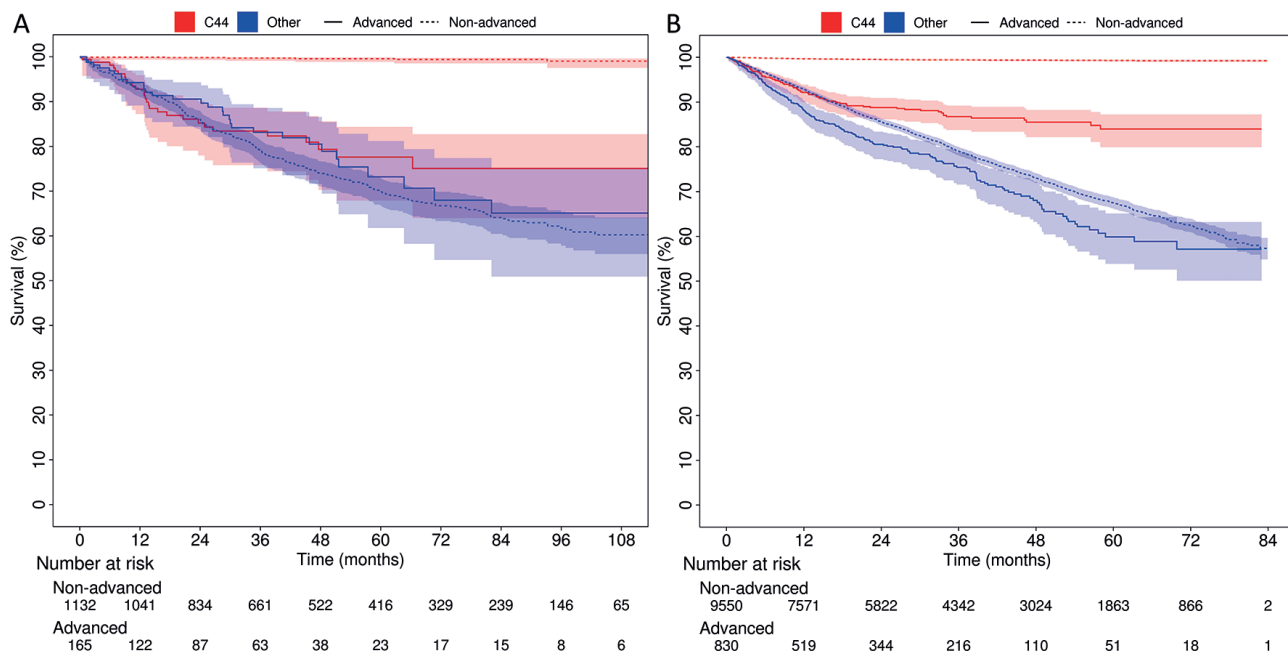 A
C44 Other Advanced Non-advanced
Survival (%)
100
90
80
70
60
50
40
30
20
10
0
0 12 24 36 48 60 72 84 96 108
Time (months)
Number at risk
Non-advanced
1132 1041 834 661 522 416 329 239 146 65
Advanced
165 122 87 63 38 23 17 15 8 6
B
C44 Other Advanced Non-advanced
Survival (%)
100
90
80
70
60
50
40
30
20
10
0
0 12 24 36 48 60 72 84
Time (months)
Number at risk
Non-advanced
9550 7571 5822 4342 3024 1863 866 2
Advanced
830 519 344 216 110 51 18 1